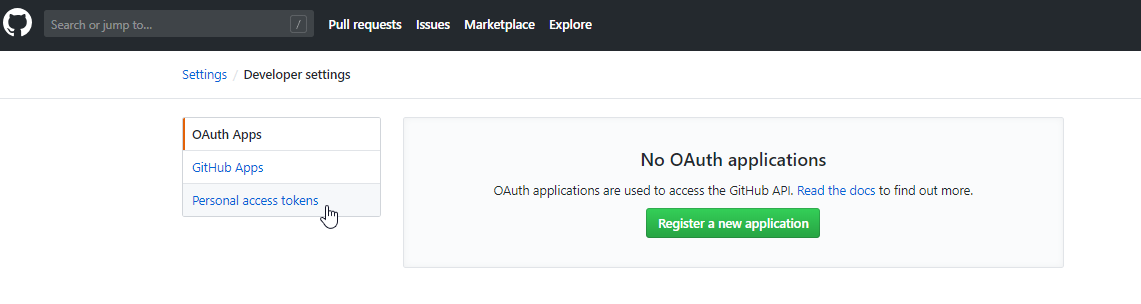 Search or jump to... / Pull requests Issues Marketplace Explore
Settings / Developer settings
OAuth Apps
GitHub Apps
Personal access tokens
No OAuth applications
OAuth applications are used to access the GitHub API. Read the docs to find out more.
Register a new application